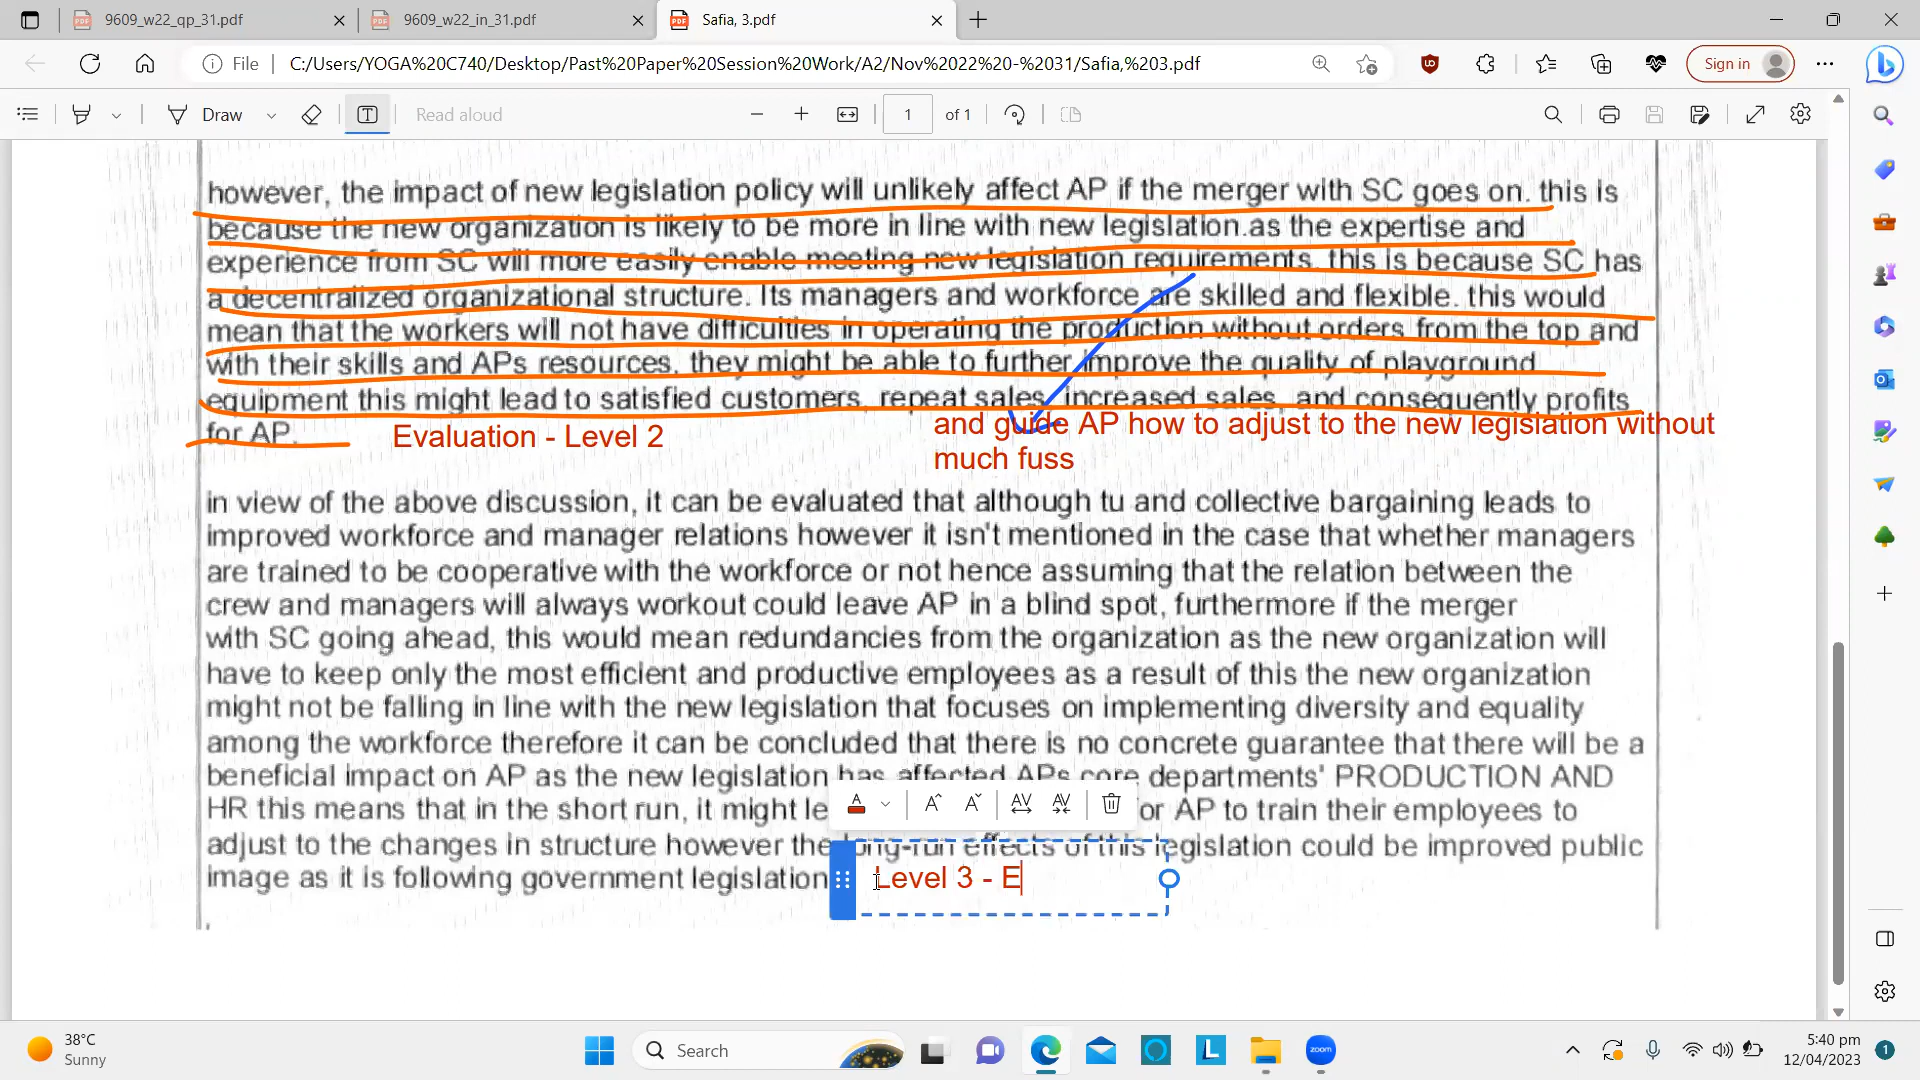 9609_w22_qp_31.pdf
9609_w22_in_31.pdf
Safia, 3.pdf
File
C:/Users/YOGA%20C740/Desktop/Past%20Paper%20Session%20Work/A2/Nov%2022%20-%2031/Safia,%203.pdf
Sign in
Draw
Read aloud
1
of 1
however, the impact of new legislation policy will unlikely affect AP if the merger with SC goes on. this is
because the new organization is likely to be more in line with new legislation.as the expertise and
experience from SC will more easily enable meeting new legislation requirements. this is because SC has
a decentralized organizational structure. Its managers and workforce are skilled and flexible. this would
mean that the workers will not have difficulties in operating the production without orders from the top and
with their skills and APs resources, they might be able to further improve the quality of playground
equipment this might lead to satisfied customers, repeat sales, increased sales, and consequently profits
for AP.
Evaluation - Level 2
and guide AP how to adjust to the new legislation without
much fuss
in view of the above discussion, it can be evaluated that although tu and collective bargaining leads to
improved workforce and manager relations however it isn't mentioned in the case that whether managers
are trained to be cooperative with the workforce or not hence assuming that the relation between the
crew and managers will always workout could leave AP in a blind spot, furthermore if the merger
with SC going ahead, this would mean redundancies from the organization as the new organization will
have to keep only the most efficient and productive employees as a result of this the new organization
might not be falling in line with the new legislation that focuses on implementing diversity and equality
among the workforce therefore it can be concluded that there is no concrete guarantee that there will be a
beneficial impact on AP as the new legislation has affected APs core departments' PRODUCTION AND
HR this means that in the short run, it might le or AP to train their employees to
adjust to the changes in structure however the long-run effects of this legislation could be improved public
image as it is following government legislation
Level 3 - E
38°C
Sunny
Search
zoom
5:40 pm
12/04/2023
1